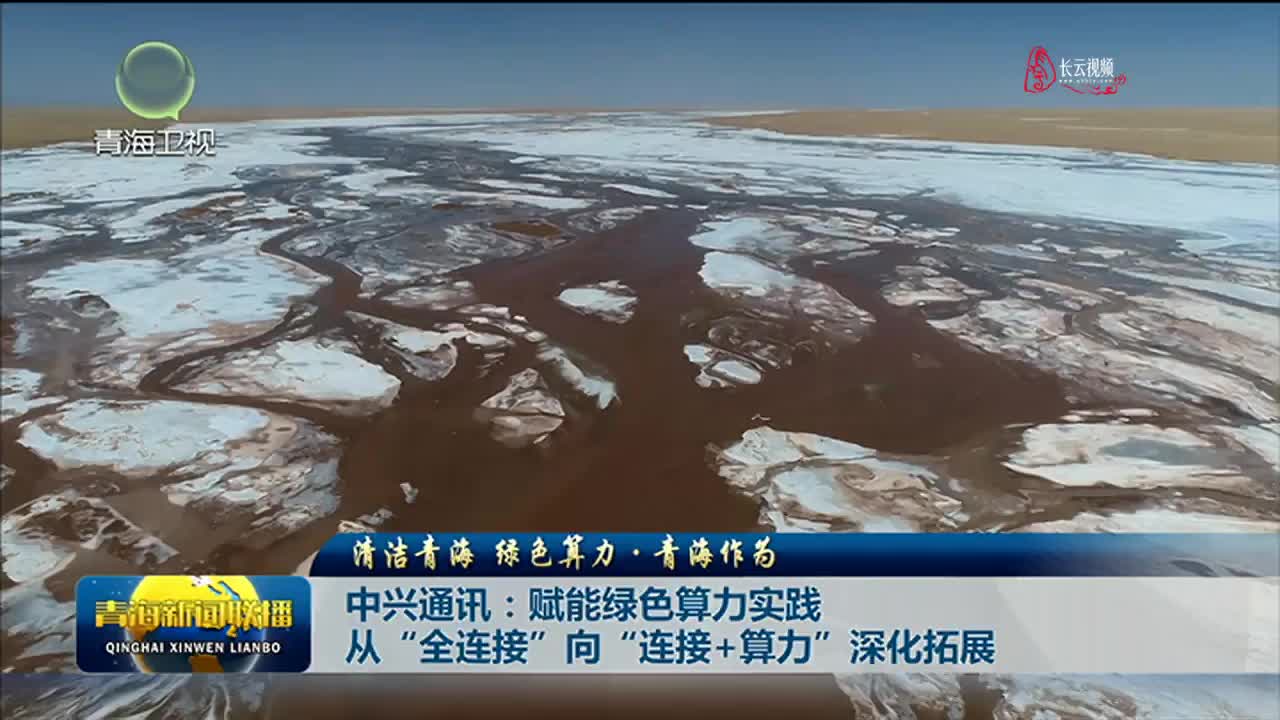 青海卫视
长云视频
清洁青海 绿色算力·青海作为
中兴通讯：赋能绿色算力实践
从“全连接”向“连接+算力”深化拓展
青海新闻联播
QINGHAI XINWEN LIANBO